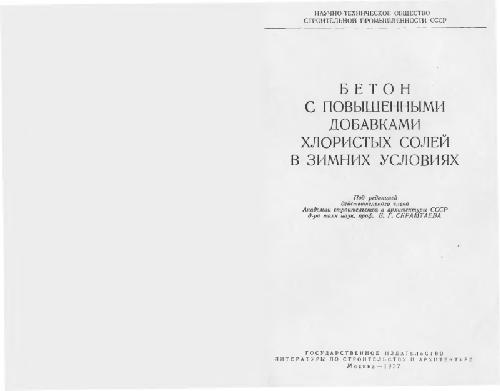 НАУЧНО-ТЕХНИЧЕСКОЕ ОБЩЕСТВО
СТРОИТЕЛЬНОЙ ПРОМЫШЛЕННОСТИ СССР
БЕТОН
С ПОВЫШЕННЫМИ
ДОБАВКАМИ
ХЛОРИСТЫХ СОЛЕЙ
В ЗИМНИХ УСЛОВИЯХ
Под редакцией
действительного члена
Академии строительства и архитектуры СССР
д-ра техн. наук, проф. Б. Г. СКРАМТАЕВА
ГОСУДАРСТВЕННОЕ ИЗДАТЕЛЬСТВО
ЛИТЕРАТУРЫ ПО СТРОИТЕЛЬСТВУ И АРХИТЕКТУРЕ
Москва — 1957